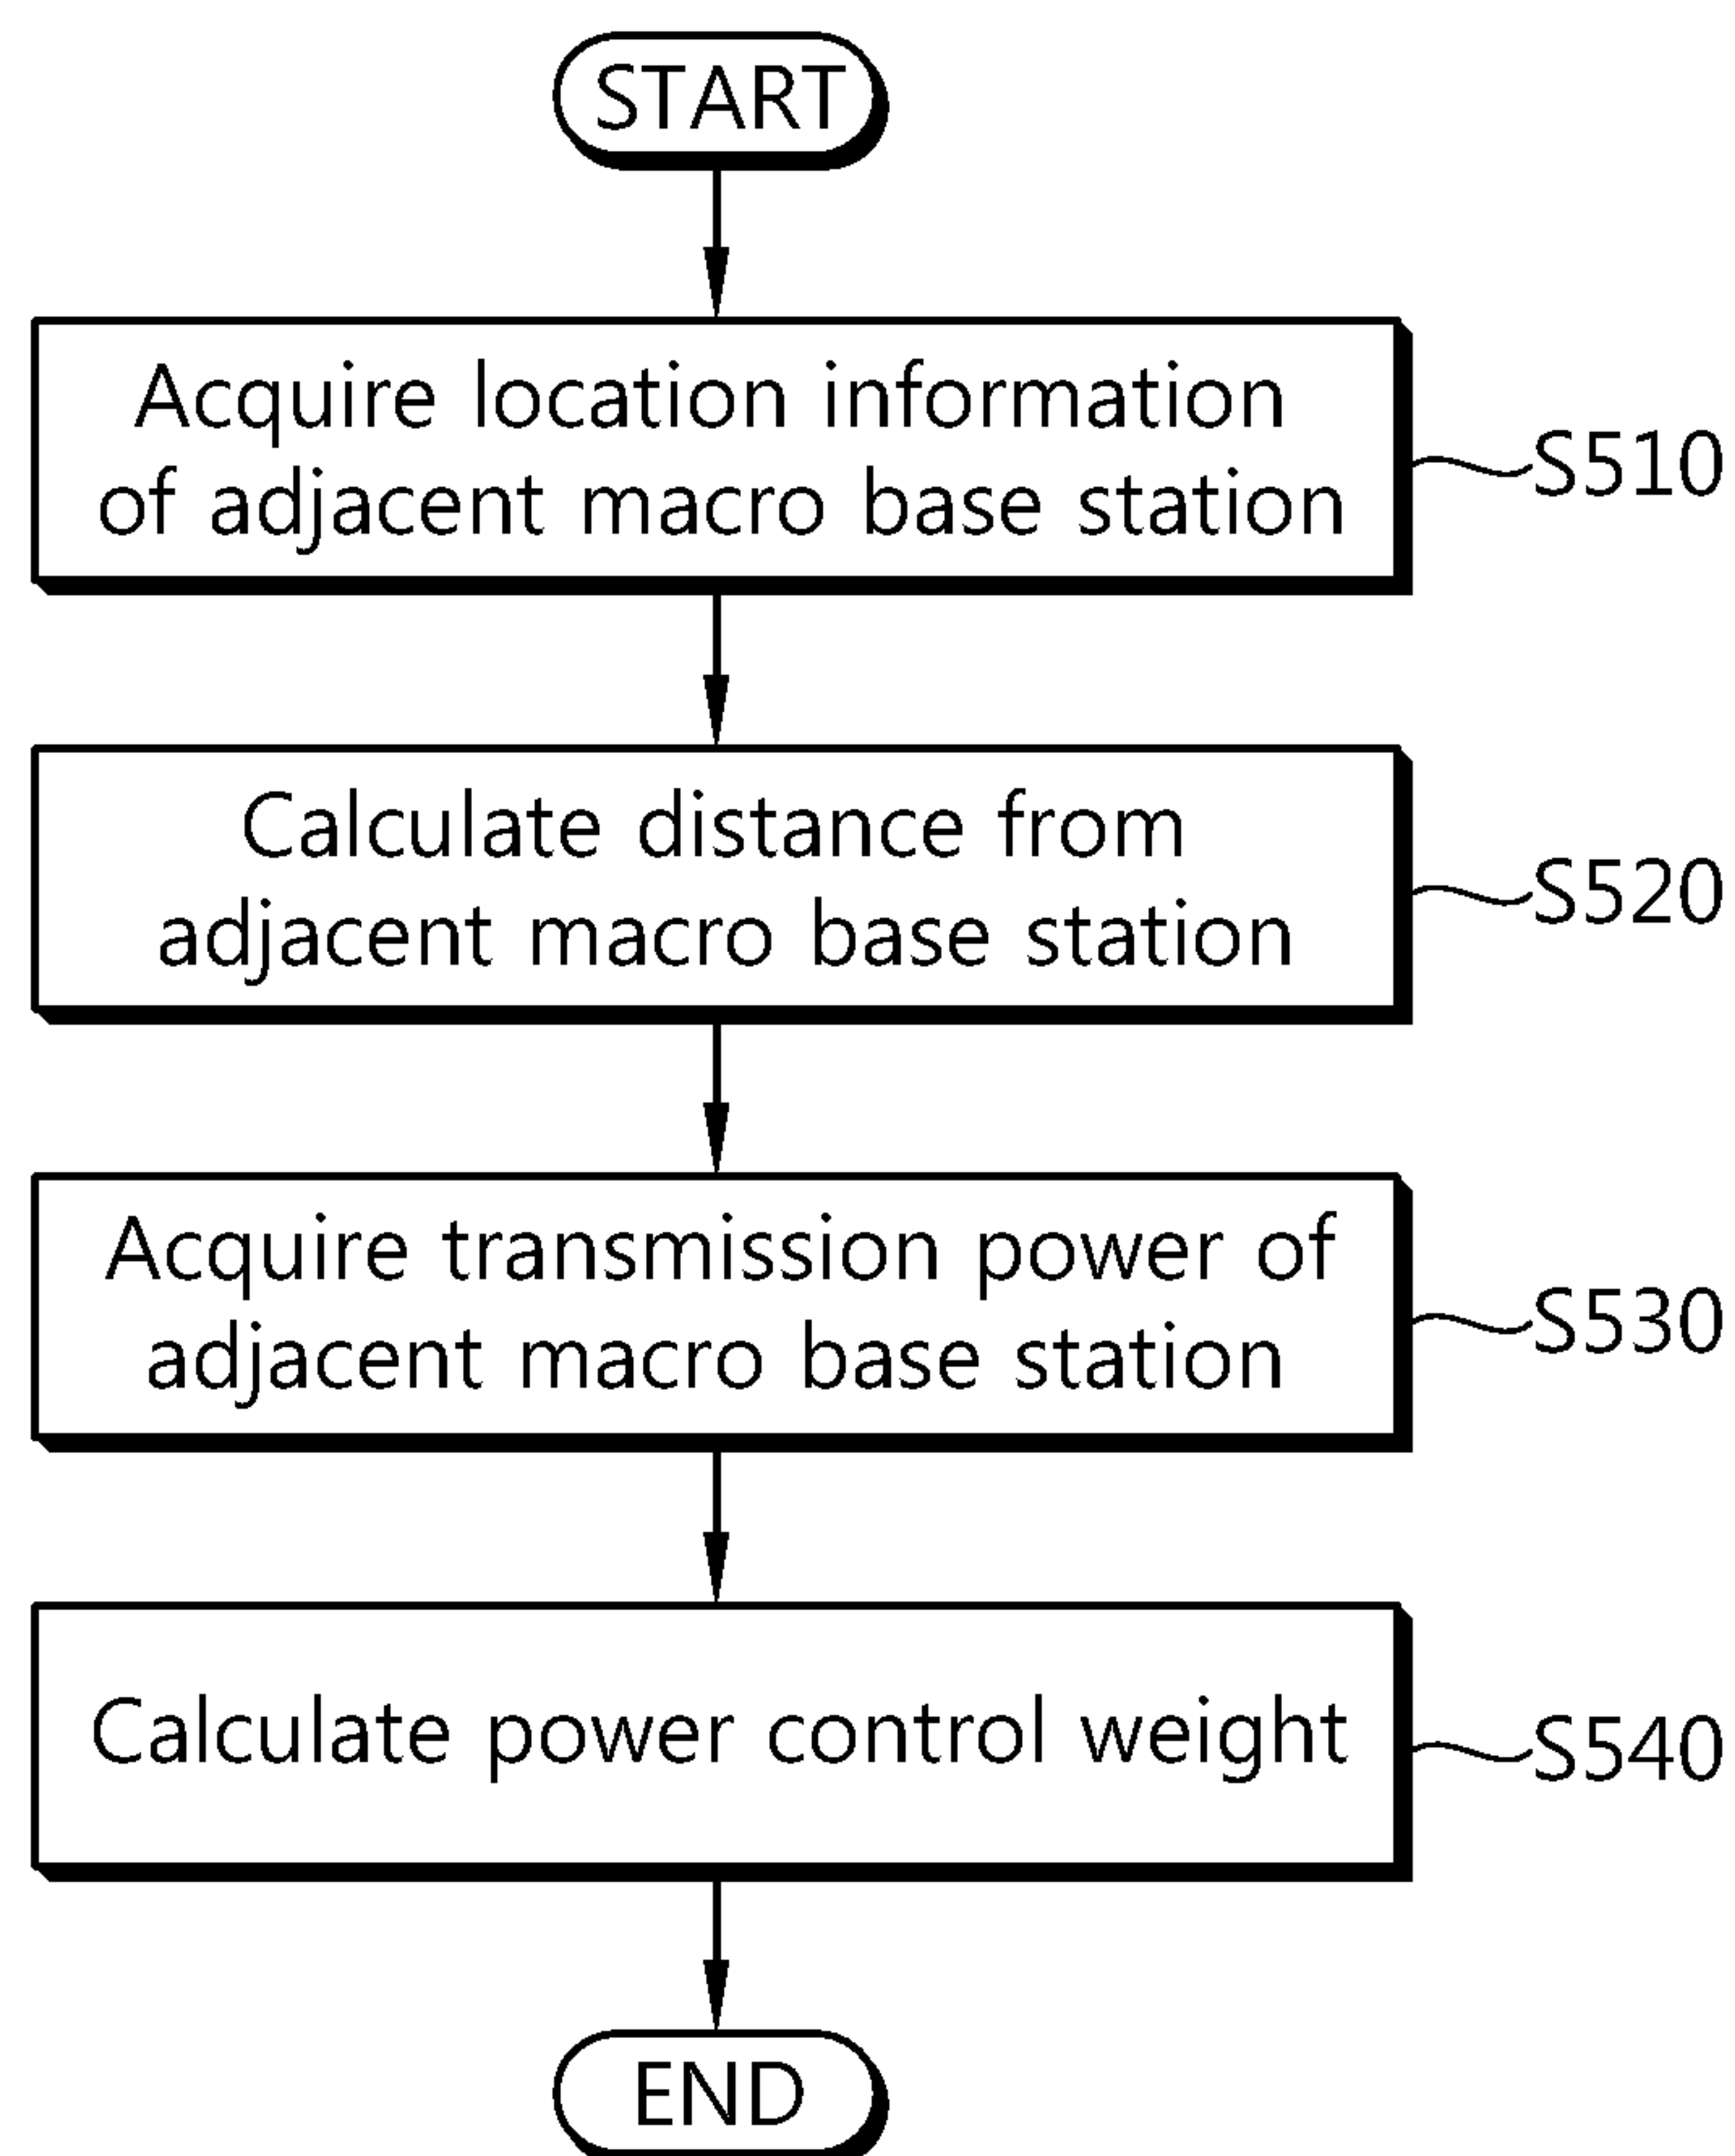 START
Acquire location information
of adjacent macro base station
S510
Calculate distance from
adjacent macro base station
S520
Acquire transmission power of
adjacent macro base station
S530
Calculate power control weight
S540
END